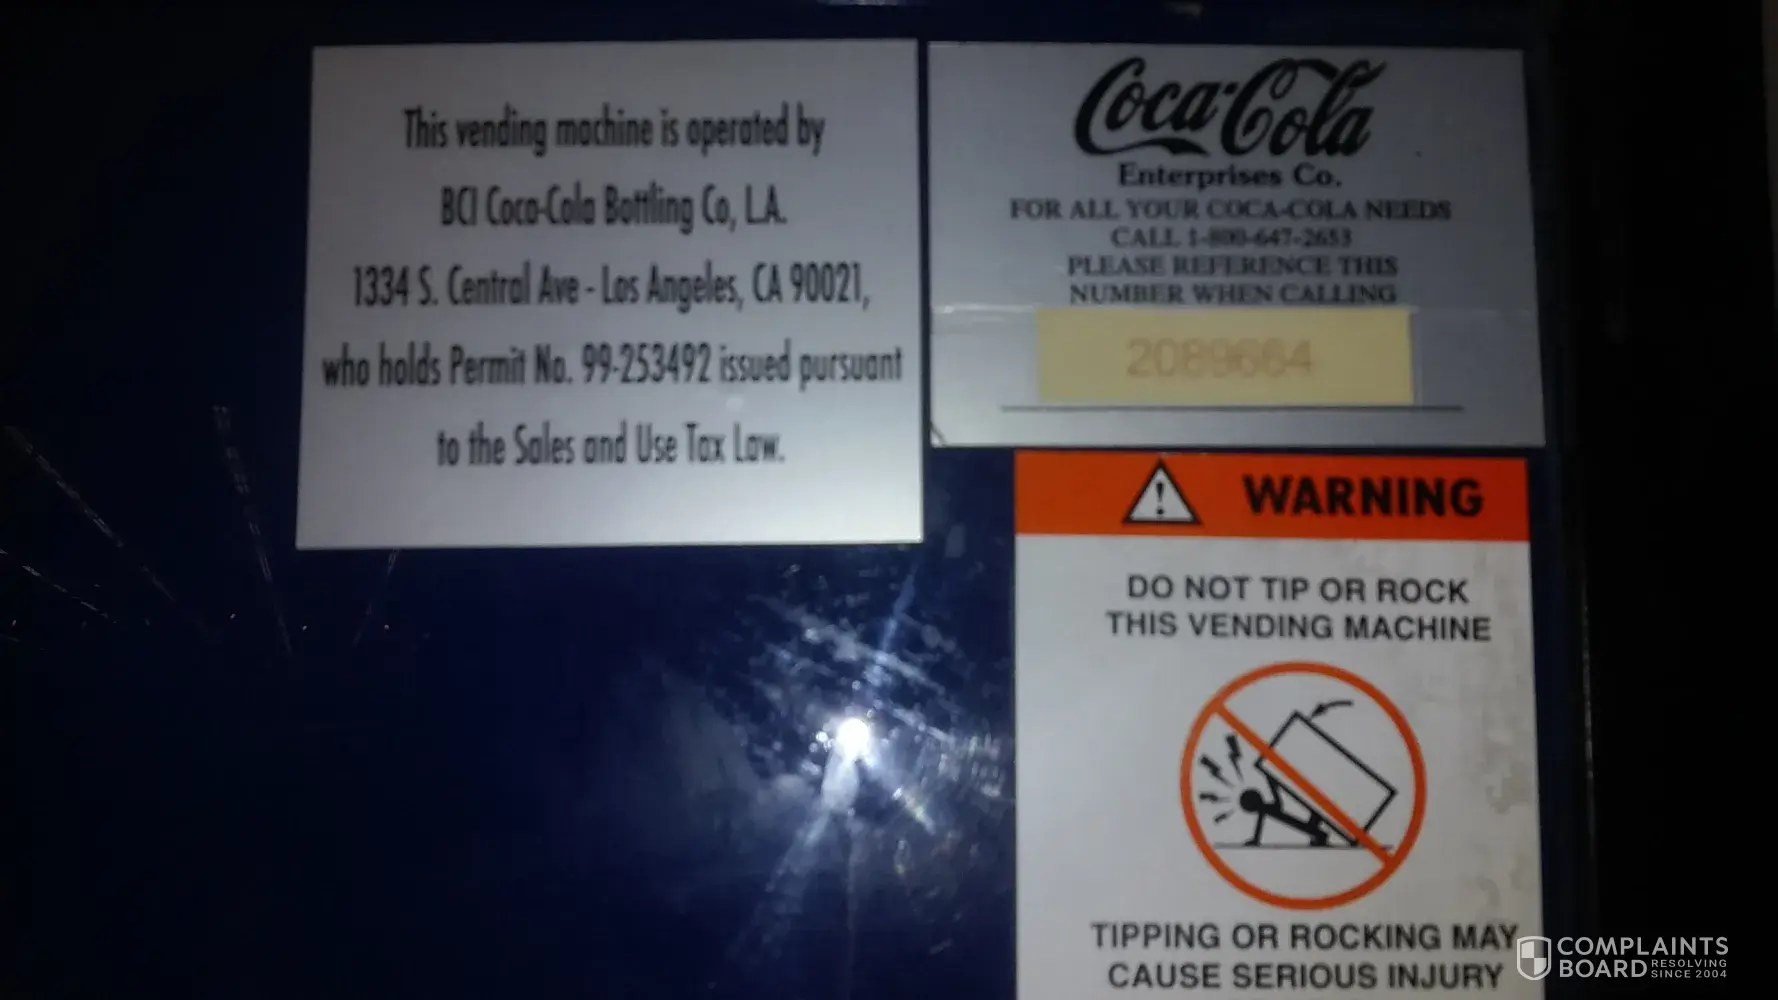 This vending machine is operated by
BCI Coca-Cola Bottling Co, L.A.
1334 S. Central Ave - Los Angeles, CA 90021,
who holds Permit No. 99-253492 issued pursuant
to the Sales and Use Tax Law.
Coca-Cola
Enterprises Co.
FOR ALL YOUR COCA-COLA NEEDS
CALL 1-800-647-2653
PLEASE REFERENCE THIS
NUMBER WHEN CALLING
2089664
WARNING
DO NOT TIP OR ROCK
THIS VENDING MACHINE
TIPPING OR ROCKING MAY
CAUSE SERIOUS INJURY
COMPLAINTS
BOARD RESOLVING
SINCE 2004